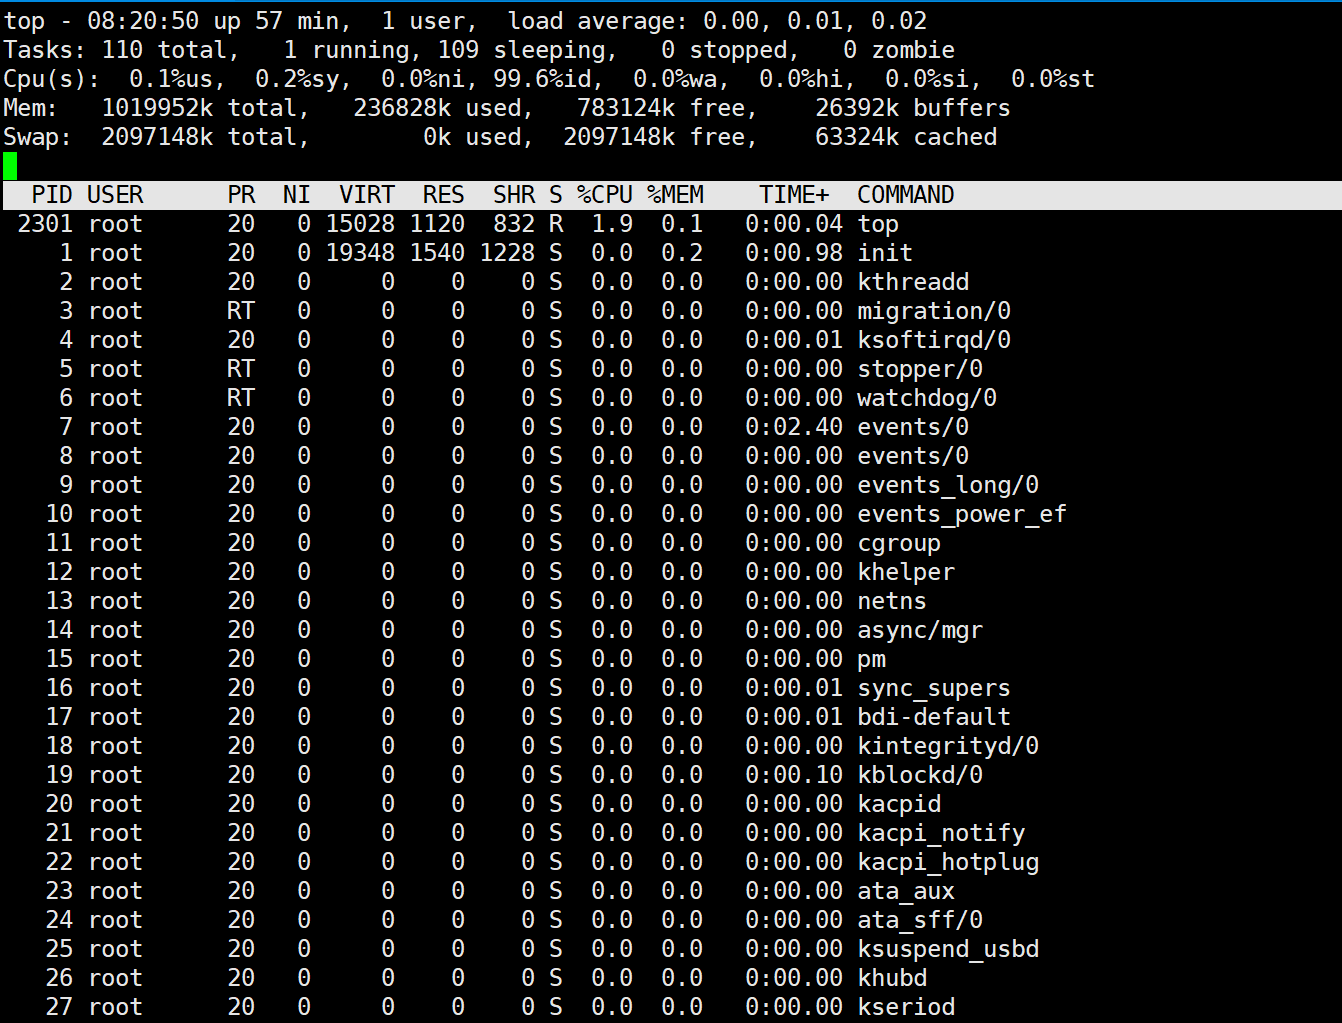 top - 08:20:50 up 57 min,  1 user,  load average: 0.00, 0.01, 0.02
Tasks: 110 total,   1 running, 109 sleeping,   0 stopped,   0 zombie
Cpu(s):  0.1%us,  0.2%sy,  0.0%ni, 99.6%id,  0.0%wa,  0.0%hi,  0.0%si,  0.0%st
Mem:   1019952k total,   236828k used,   783124k free,    26392k buffers
Swap:  2097148k total,        0k used,  2097148k free,    63324k cached
  PID USER      PR  NI  VIRT  RES  SHR S %CPU %MEM    TIME+  COMMAND
 2301 root      20   0 15028 1120  832 R  1.9  0.1   0:00.04 top
    1 root      20   0 19348 1540 1228 S  0.0  0.2   0:00.98 init
    2 root      20   0     0    0    0 S  0.0  0.0   0:00.00 kthreadd
    3 root      RT   0     0    0    0 S  0.0  0.0   0:00.00 migration/0
    4 root      20   0     0    0    0 S  0.0  0.0   0:00.01 ksoftirqd/0
    5 root      RT   0     0    0    0 S  0.0  0.0   0:00.00 stopper/0
    6 root      RT   0     0    0    0 S  0.0  0.0   0:00.00 watchdog/0
    7 root      20   0     0    0    0 S  0.0  0.0   0:02.40 events/0
    8 root      20   0     0    0    0 S  0.0  0.0   0:00.00 events/0
    9 root      20   0     0    0    0 S  0.0  0.0   0:00.00 events_long/0
   10 root      20   0     0    0    0 S  0.0  0.0   0:00.00 events_power_ef
   11 root      20   0     0    0    0 S  0.0  0.0   0:00.00 cgroup
   12 root      20   0     0    0    0 S  0.0  0.0   0:00.00 khelper
   13 root      20   0     0    0    0 S  0.0  0.0   0:00.00 netns
   14 root      20   0     0    0    0 S  0.0  0.0   0:00.00 async/mgr
   15 root      20   0     0    0    0 S  0.0  0.0   0:00.00 pm
   16 root      20   0     0    0    0 S  0.0  0.0   0:00.01 sync_supers
   17 root      20   0     0    0    0 S  0.0  0.0   0:00.01 bdi-default
   18 root      20   0     0    0    0 S  0.0  0.0   0:00.00 kintegrityd/0
   19 root      20   0     0    0    0 S  0.0  0.0   0:00.10 kblockd/0
   20 root      20   0     0    0    0 S  0.0  0.0   0:00.00 kacpid
   21 root      20   0     0    0    0 S  0.0  0.0   0:00.00 kacpi_notify
   22 root      20   0     0    0    0 S  0.0  0.0   0:00.00 kacpi_hotplug
   23 root      20   0     0    0    0 S  0.0  0.0   0:00.00 ata_aux
   24 root      20   0     0    0    0 S  0.0  0.0   0:00.00 ata_sff/0
   25 root      20   0     0    0    0 S  0.0  0.0   0:00.00 ksuspend_usbd
   26 root      20   0     0    0    0 S  0.0  0.0   0:00.00 khubd
   27 root      20   0     0    0    0 S  0.0  0.0   0:00.00 kseriod